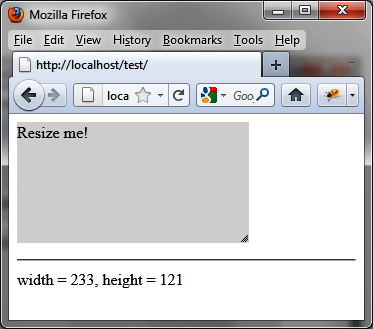 Mozilla Firefox
File Edit View History Bookmarks Tools Help
http://localhost/test/
loca Goo
Resize me!
width = 233, height = 121